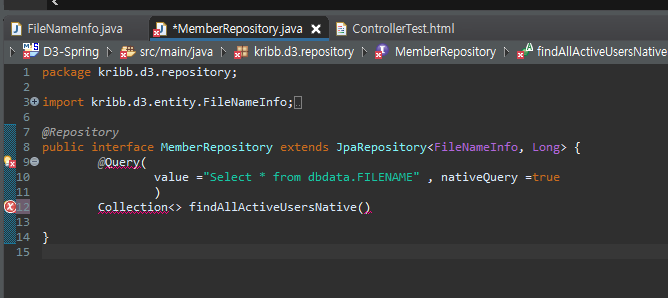 <
FileNameInfo.java *MemberRepository.java ControllerTest.html
D3-Spring src/main/java kribb.d3.repository MemberRepository findAllActiveUsersNative
1 package kribb.d3.repository;
2
3 import kribb.d3.entity.FileNameInfo;
6
7 @Repository
8 public interface MemberRepository extends JpaRepository<FileNameInfo, Long> {
9 @Query(
10 value ="Select * from dbdata.FILENAME" , nativeQuery =true
11 )
12 Collection<> findAllActiveUsersNative()
13
14 }
15